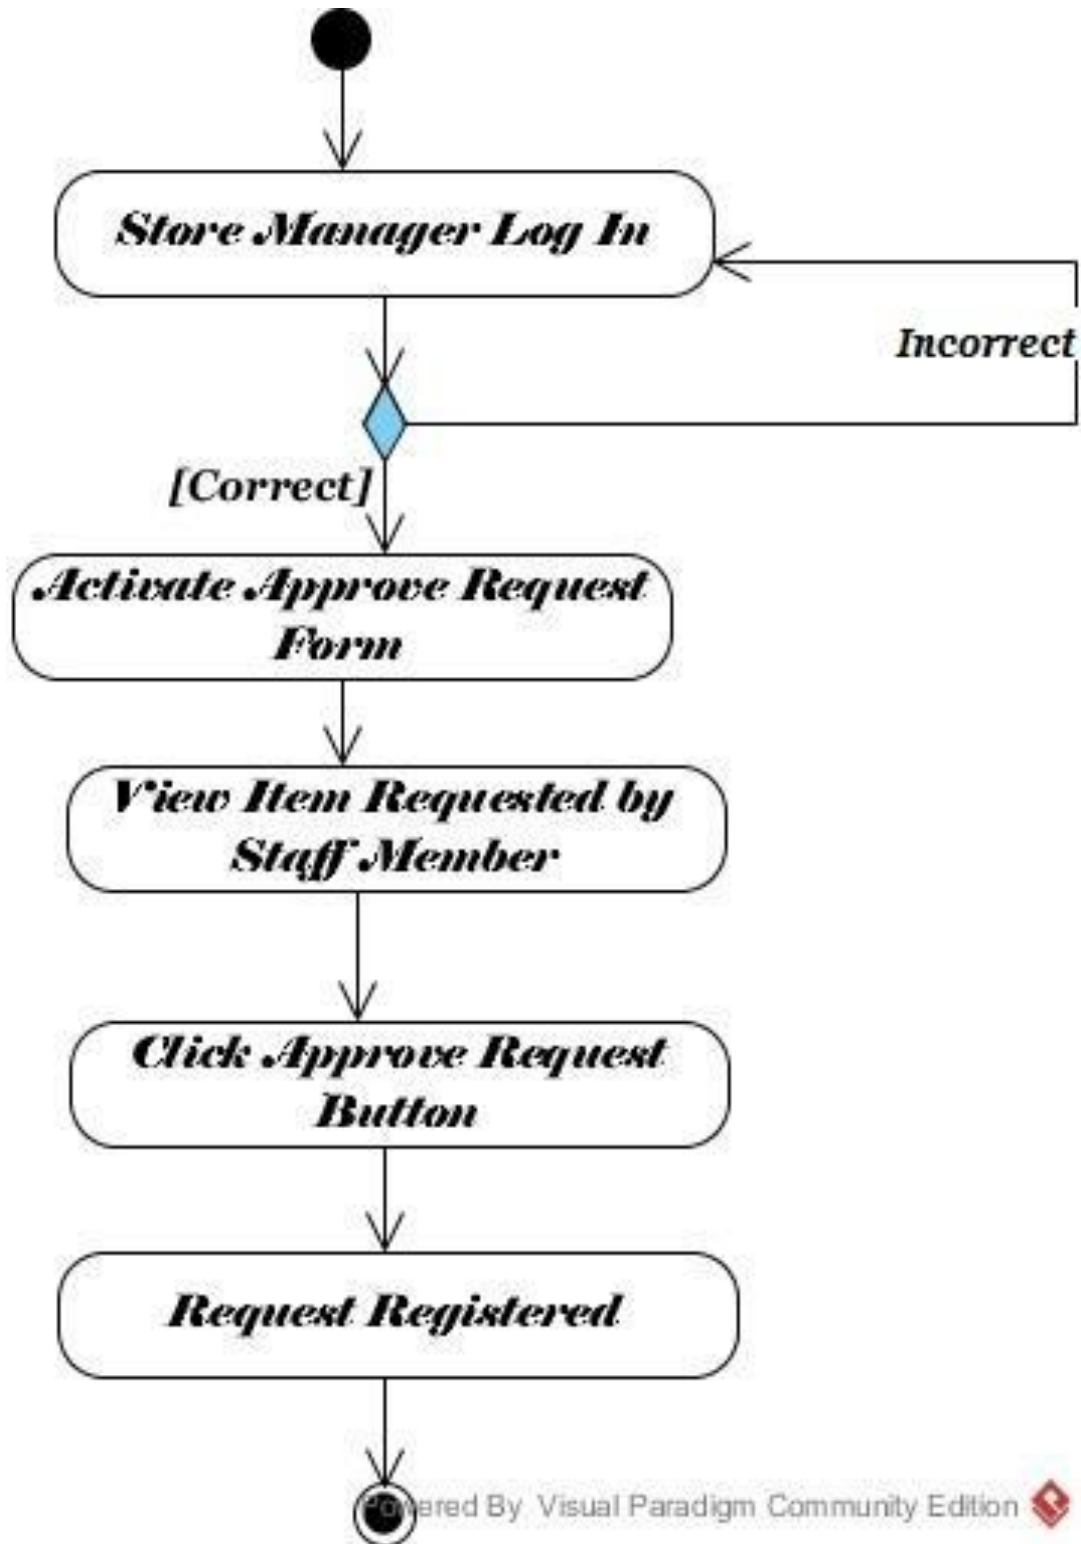 Store Manager Log In
Incorrect
[Correct]
Activate Approve Request
Form
View Item Requested by
Staff Member
Click Approve Request
Button
Request Registered
Powered By Visual Paradigm Community Edition